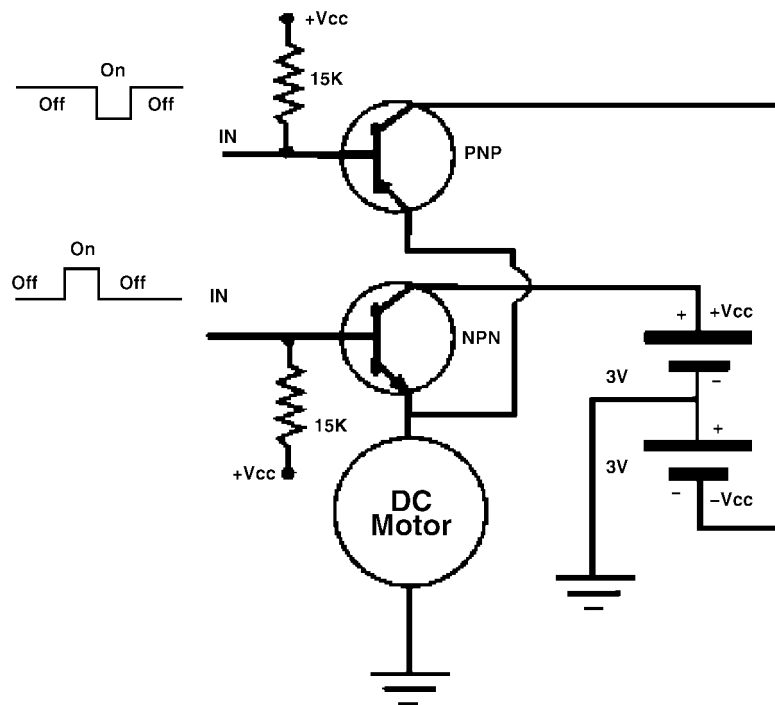 +Vcc
15K
On
Off Off
IN
PNP
On
Off Off
IN
NPN
+ +Vcc
3V −
15K
+Vcc
+
3V
− −Vcc
DC
Motor